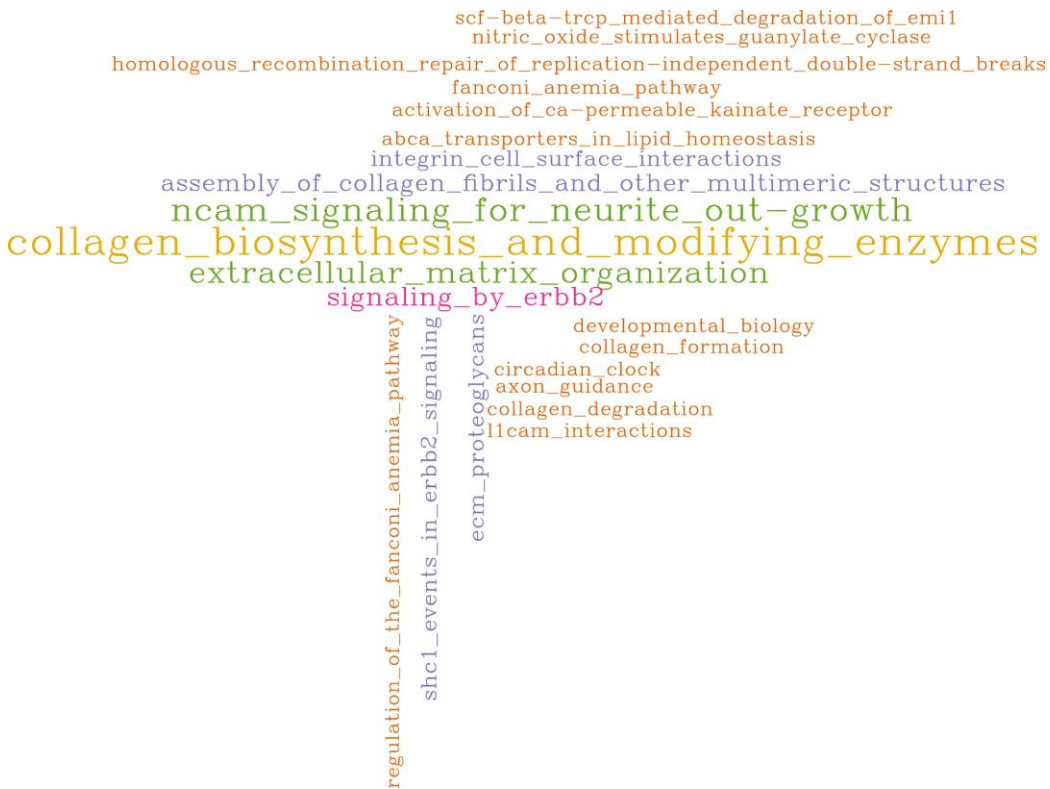 scf-beta-trcp_mediated_degradation_of_emi1
nitric_oxide_stimulates_guanylate_cyclase
homologous_recombination_repair_of_replication-independent_double-strand_breaks
fanconi_anemia_pathway
activation_of_ca-permeable_kainate_receptor
abca_transporters_in_lipid_homeostasis
integrin_cell_surface_interactions
assembly_of_collagen_fibrils_and_other_multimeric_structures
ncam_signaling_for_neurite_out-growth
collagen_biosynthesis_and_modifying_enzymes
extracellular_matrix_organization
signaling_by_erbb2
regulation_of_the_fanconi_anemia_pathway
shc1_events_in_erbb2_signaling
ecm_proteoglycans
developmental_biology
collagen_formation
circadian_clock
axon_guidance
collagen_degradation
l1cam_interactions